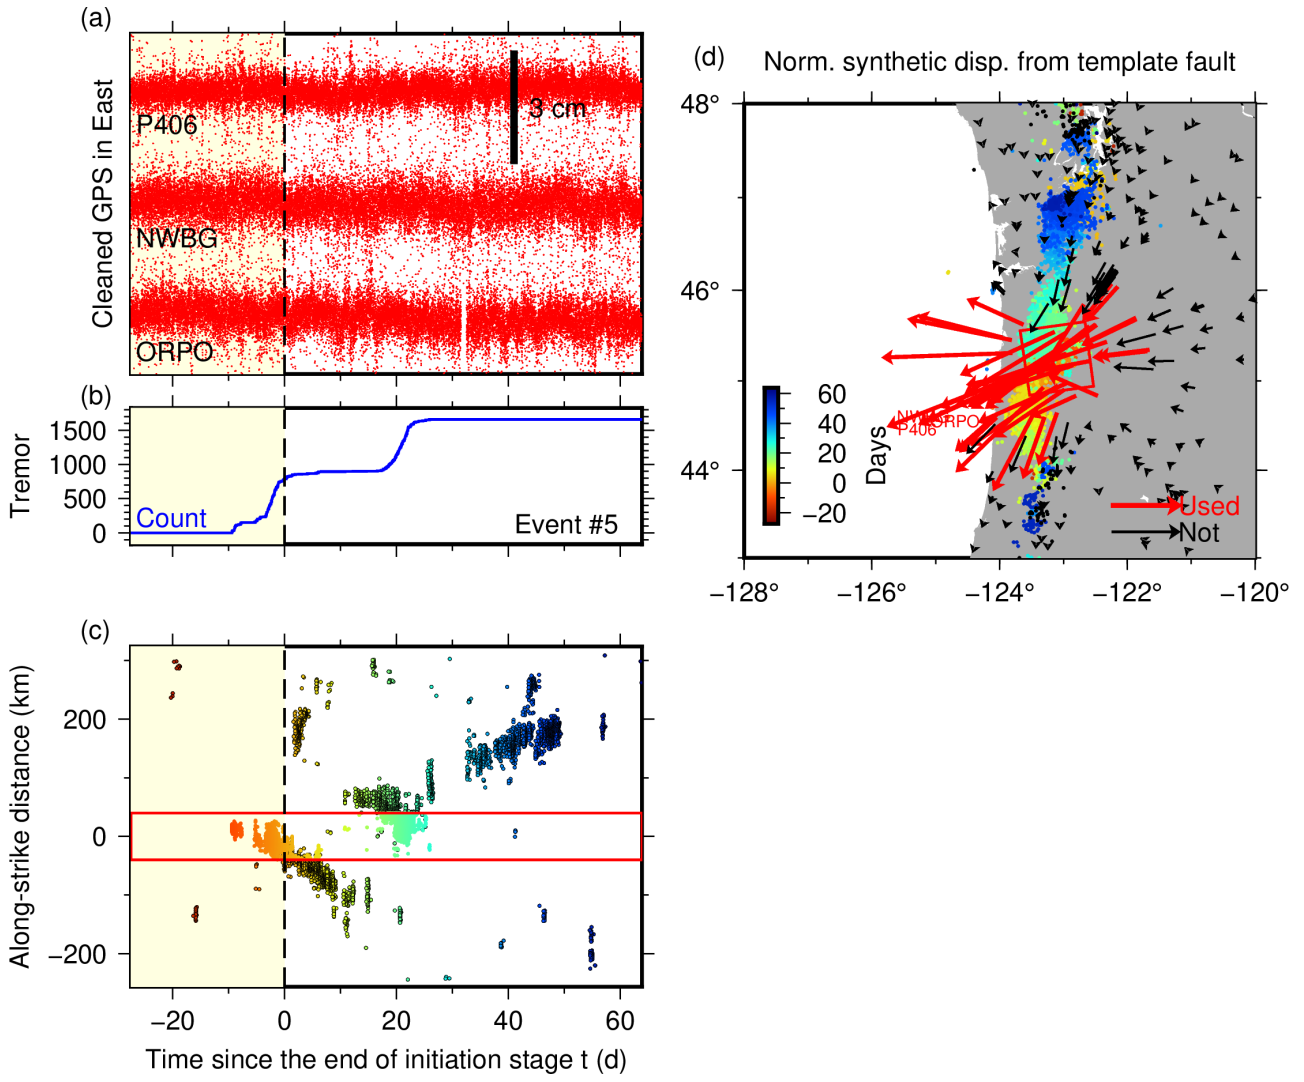 (a)
Cleaned GPS in East
P406
NWBG
ORPO
3 cm
(b)
Tremor
1500
1000
500
0
Count
Event #5
(c)
Along-strike distance (km)
200
0
−200
−20
0
20
40
60
Time since the end of initiation stage t (d)
(d)
Norm. synthetic disp. from template fault
48°
46°
44°
60
40
20
0
−20
Days
ORPO
P406
Used
Not
−128°
−126°
−124°
−122°
−120°